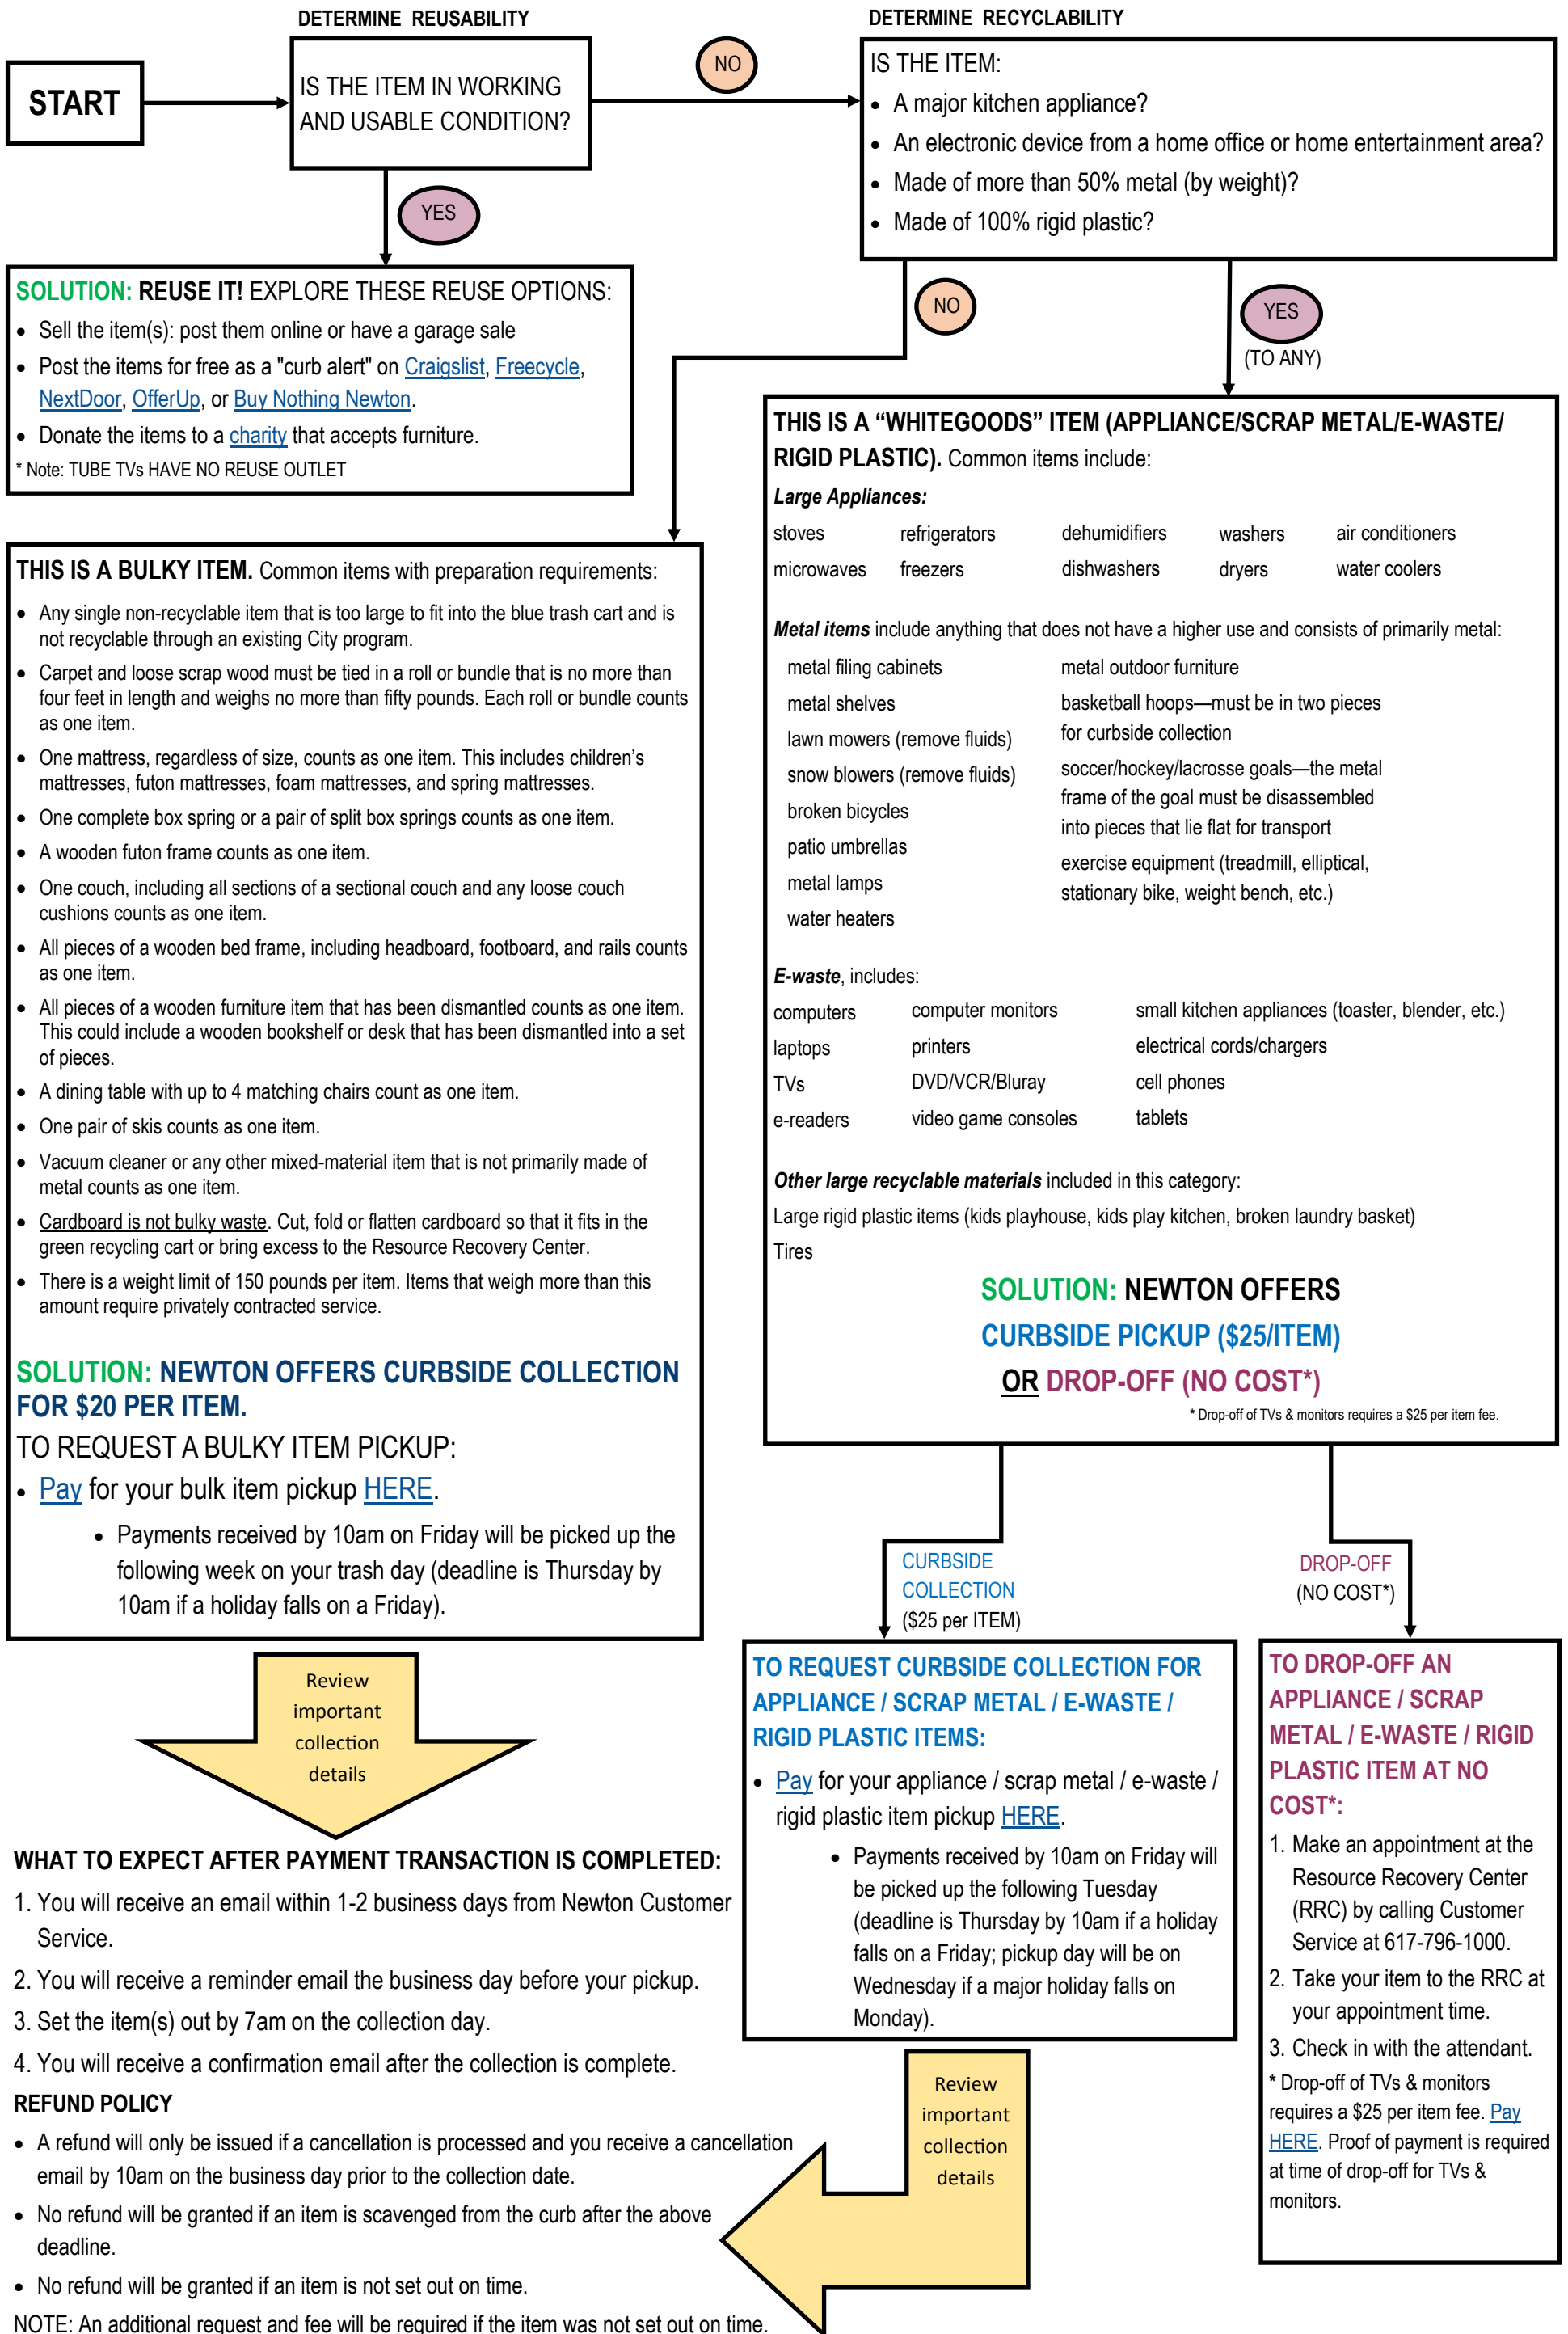 DETERMINE REUSABILITY
DETERMINE RECYCLABILITY
START
IS THE ITEM IN WORKING
AND USABLE CONDITION?
NO
IS THE ITEM:
• A major kitchen appliance?
• An electronic device from a home office or home entertainment area?
• Made of more than 50% metal (by weight)?
• Made of 100% rigid plastic?
YES
SOLUTION: REUSE IT! EXPLORE THESE REUSE OPTIONS:
• Sell the item(s): post them online or have a garage sale
• Post the items for free as a "curb alert" on Craigslist, Freecycle,
NextDoor, OfferUp, or Buy Nothing Newton.
• Donate the items to a charity that accepts furniture.
* Note: TUBE TVs HAVE NO REUSE OUTLET
NO
YES
(TO ANY)
THIS IS A BULKY ITEM. Common items with preparation requirements:
• Any single non-recyclable item that is too large to fit into the blue trash cart and is
not recyclable through an existing City program.
• Carpet and loose scrap wood must be tied in a roll or bundle that is no more than
four feet in length and weighs no more than fifty pounds. Each roll or bundle counts
as one item.
• One mattress, regardless of size, counts as one item. This includes children's
mattresses, futon mattresses, foam mattresses, and spring mattresses.
• One complete box spring or a pair of split box springs counts as one item.
• A wooden futon frame counts as one item.
• One couch, including all sections of a sectional couch and any loose couch
cushions counts as one item.
• All pieces of a wooden bed frame, including headboard, footboard, and rails counts
as one item.
• All pieces of a wooden furniture item that has been dismantled counts as one item.
This could include a wooden bookshelf or desk that has been dismantled into a set
of pieces.
• A dining table with up to 4 matching chairs count as one item.
• One pair of skis counts as one item.
• Vacuum cleaner or any other mixed-material item that is not primarily made of
metal counts as one item.
• Cardboard is not bulky waste. Cut, fold or flatten cardboard so that it fits in the
green recycling cart or bring excess to the Resource Recovery Center.
• There is a weight limit of 150 pounds per item. Items that weigh more than this
amount require privately contracted service.
SOLUTION: NEWTON OFFERS CURBSIDE COLLECTION
FOR $20 PER ITEM.
TO REQUEST A BULKY ITEM PICKUP:
• Pay for your bulk item pickup HERE.
• Payments received by 10am on Friday will be picked up the
following week on your trash day (deadline is Thursday by
10am if a holiday falls on a Friday).
THIS IS A “WHITEGOODS” ITEM (APPLIANCE/SCRAP METAL/E-WASTE/
RIGID PLASTIC). Common items include:
Large Appliances:
stoves refrigerators dehumidifiers washers air conditioners
microwaves freezers dishwashers dryers water coolers
Metal items include anything that does not have a higher use and consists of primarily metal:
metal filing cabinets
metal shelves
lawn mowers (remove fluids)
snow blowers (remove fluids)
broken bicycles
patio umbrellas
metal lamps
water heaters
metal outdoor furniture
basketball hoops—must be in two pieces
for curbside collection
soccer/hockey/lacrosse goals—the metal
frame of the goal must be disassembled
into pieces that lie flat for transport
exercise equipment (treadmill, elliptical,
stationary bike, weight bench, etc.)
E-waste, includes:
computers computer monitors small kitchen appliances (toaster, blender, etc.)
laptops printers electrical cords/chargers
TVs DVD/VCR/Bluray cell phones
e-readers video game consoles tablets
Other large recyclable materials included in this category:
Large rigid plastic items (kids playhouse, kids play kitchen, broken laundry basket)
Tires
SOLUTION: NEWTON OFFERS
CURBSIDE PICKUP ($25/ITEM)
OR DROP-OFF (NO COST*)
* Drop-off of TVs & monitors requires a $25 per item fee.
CURBSIDE
COLLECTION
($25 per ITEM)
DROP-OFF
(NO COST*)
TO REQUEST CURBSIDE COLLECTION FOR
APPLIANCE / SCRAP METAL / E-WASTE /
RIGID PLASTIC ITEMS:
• Pay for your appliance / scrap metal / e-waste /
rigid plastic item pickup HERE.
• Payments received by 10am on Friday will
be picked up the following Tuesday
(deadline is Thursday by 10am if a holiday
falls on a Friday; pickup day will be on
Wednesday if a major holiday falls on
Monday).
TO DROP-OFF AN
APPLIANCE / SCRAP
METAL / E-WASTE / RIGID
PLASTIC ITEM AT NO
COST*:
1. Make an appointment at the
Resource Recovery Center
(RRC) by calling Customer
Service at 617-796-1000.
2. Take your item to the RRC at
your appointment time.
3. Check in with the attendant.
* Drop-off of TVs & monitors
requires a $25 per item fee. Pay
HERE. Proof of payment is required
at time of drop-off for TVs &
monitors.
Review
important
collection
details
WHAT TO EXPECT AFTER PAYMENT TRANSACTION IS COMPLETED:
1. You will receive an email within 1-2 business days from Newton Customer
Service.
2. You will receive a reminder email the business day before your pickup.
3. Set the item(s) out by 7am on the collection day.
4. You will receive a confirmation email after the collection is complete.
REFUND POLICY
• A refund will only be issued if a cancellation is processed and you receive a cancellation
email by 10am on the business day prior to the collection date.
• No refund will be granted if an item is scavenged from the curb after the above
deadline.
• No refund will be granted if an item is not set out on time.
NOTE: An additional request and fee will be required if the item was not set out on time.
Review
important
collection
details